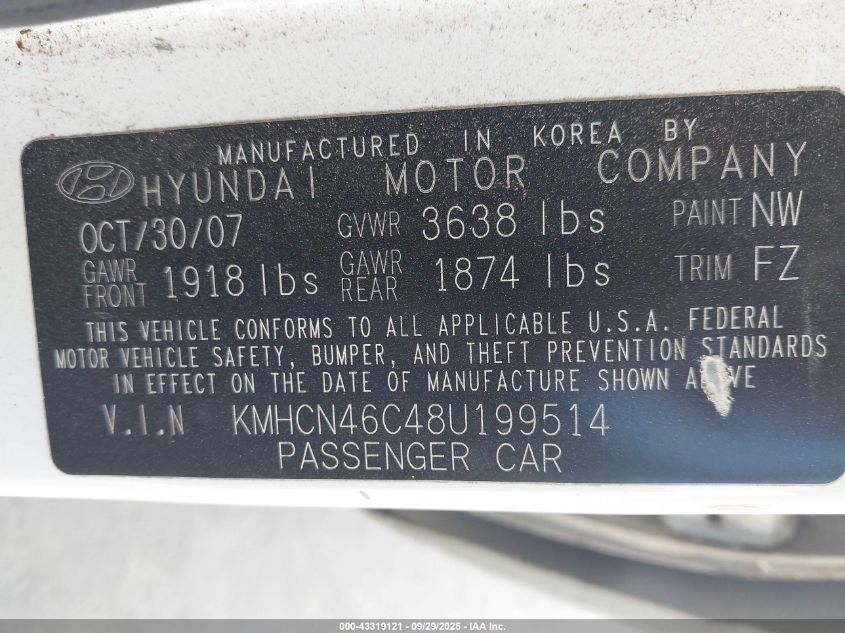 MANUFACTURED IN KOREA BY
HYUNDAI MOTOR COMPANY
OCT/30/07 GVWR 3638 lbs PAINT NW
GAWR FRONT 1918 lbs GAWR REAR 1874 lbs TRIM FZ
THIS VEHICLE CONFORMS TO ALL APPLICABLE U.S.A. FEDERAL
MOTOR VEHICLE SAFETY, BUMPER, AND THEFT PREVENTION STANDARDS
IN EFFECT ON THE DATE OF MANUFACTURE SHOWN
V.I.N KMHCN46C48U199514
PASSENGER CAR
000-43319121 - 09/29/2025 - IAA Inc.